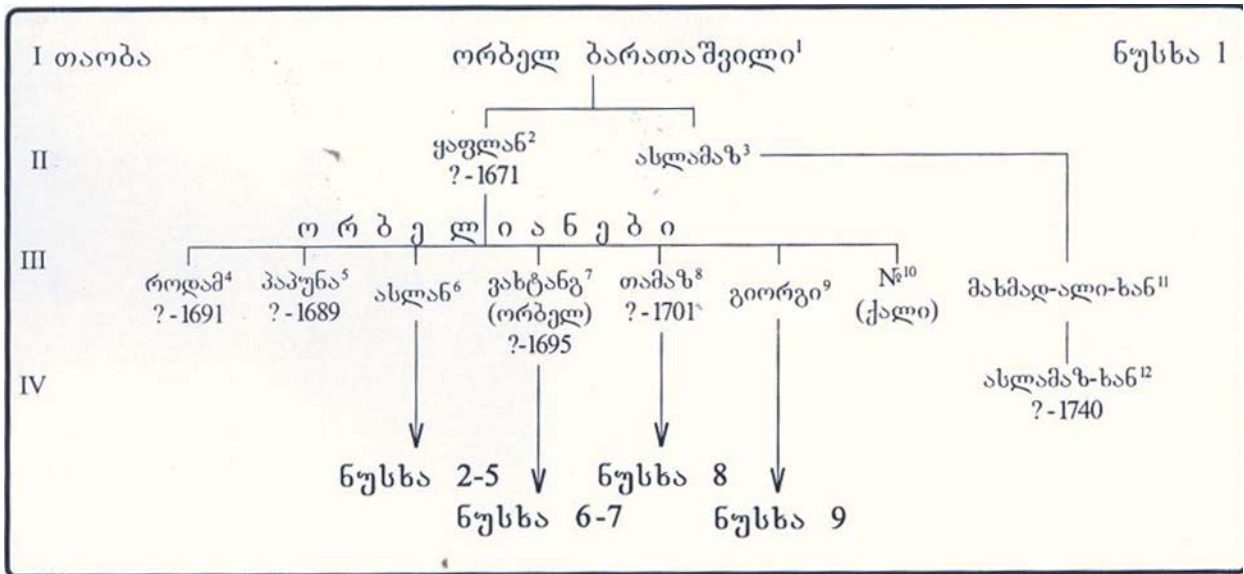 I თაობა ორბელ ბარათაშვილი¹ ნუსხა 1
II ყაფლან² ასლამაზ³
?-1671
ორბელიანები
III როდამ⁴ პაპუნა⁵ ასლან⁶ ვახტანგ⁷ თამაზ⁸ გიორგი⁹ №¹⁰ მახმად-ალი-ხან¹¹
?-1691 ?-1689 (ორბელ) ?-1701 (ქალი)
?-1695
IV ასლამაზ-ხან¹²
?-1740
ნუსხა 2-5 ნუსხა 8
ნუსხა 6-7 ნუსხა 9